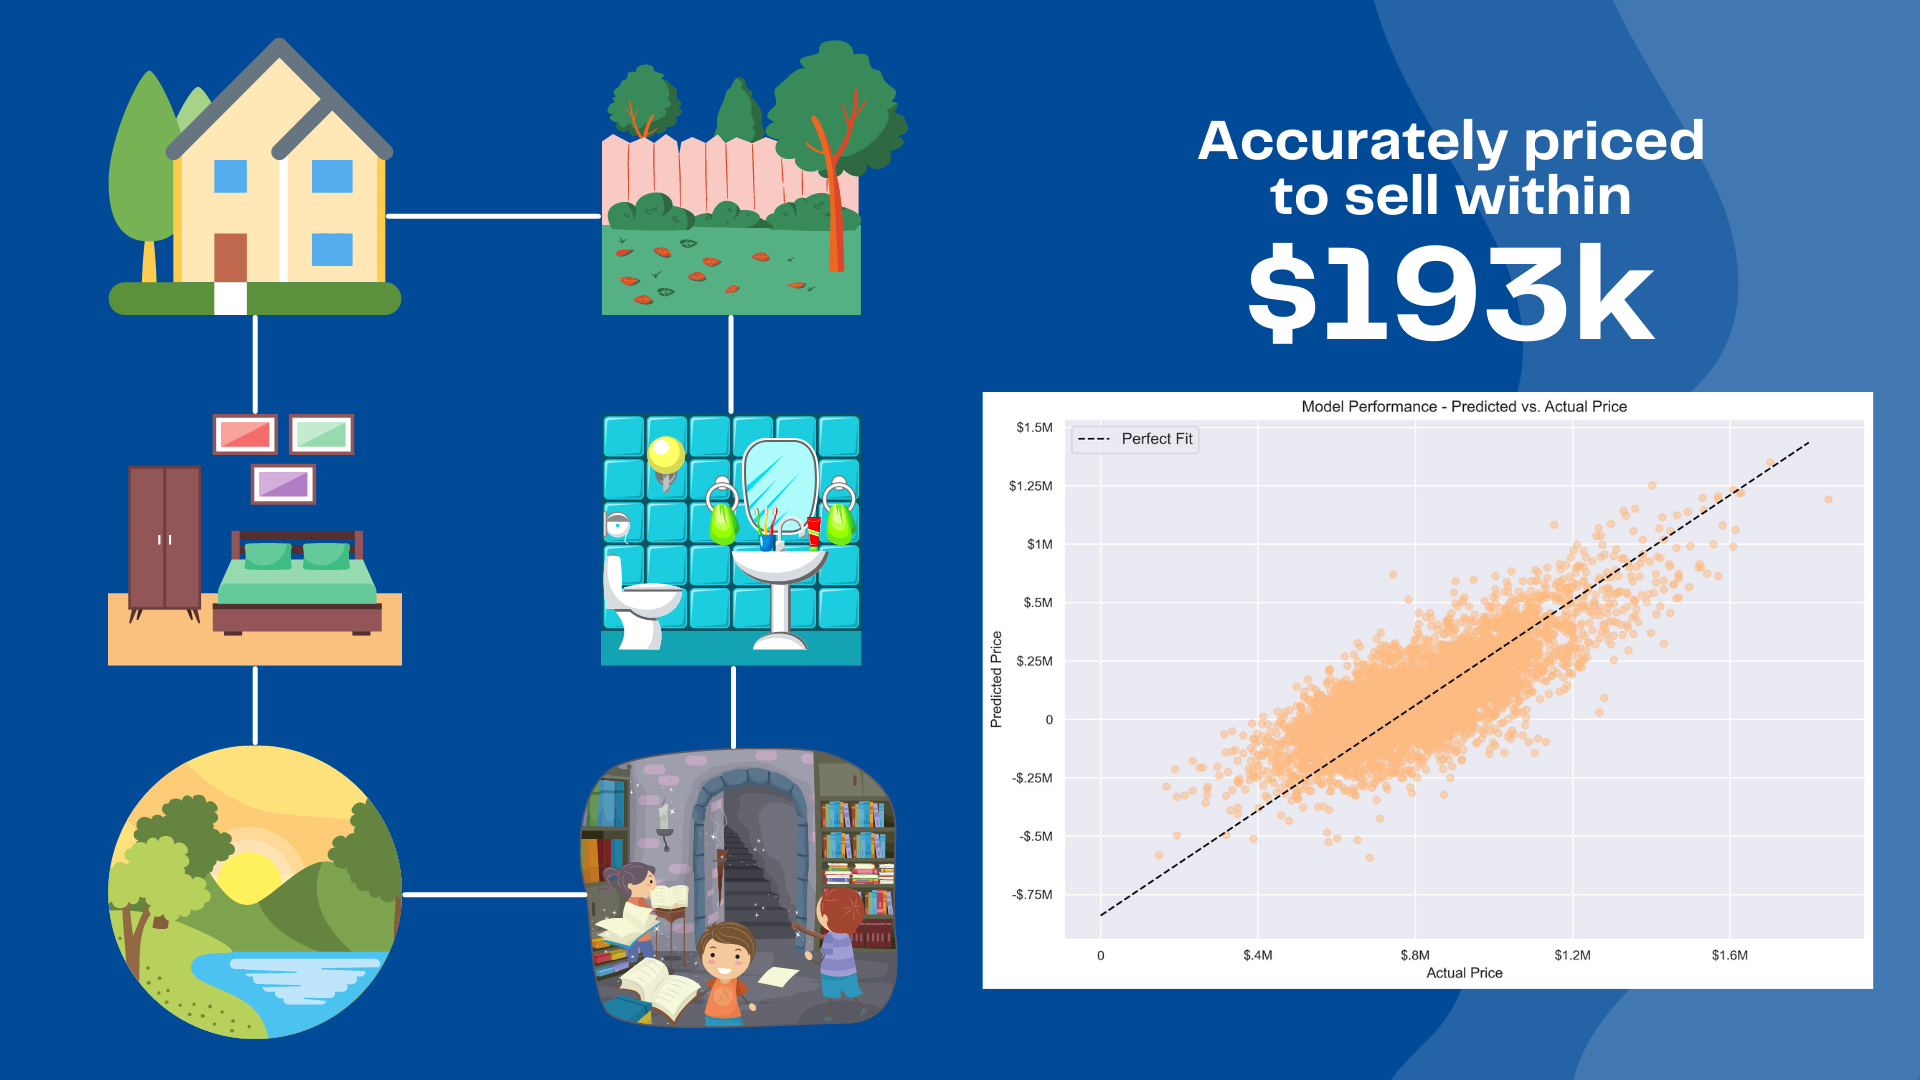 Accurately priced
to sell within
$193k
Model Performance - Predicted vs. Actual Price
Perfect Fit
$1.5M
$1.25M
$1M
$.5M
$.25M
0
-$.25M
-$.5M
-$.75M
Predicted Price
0
$.4M
$.8M
$1.2M
$1.6M
Actual Price